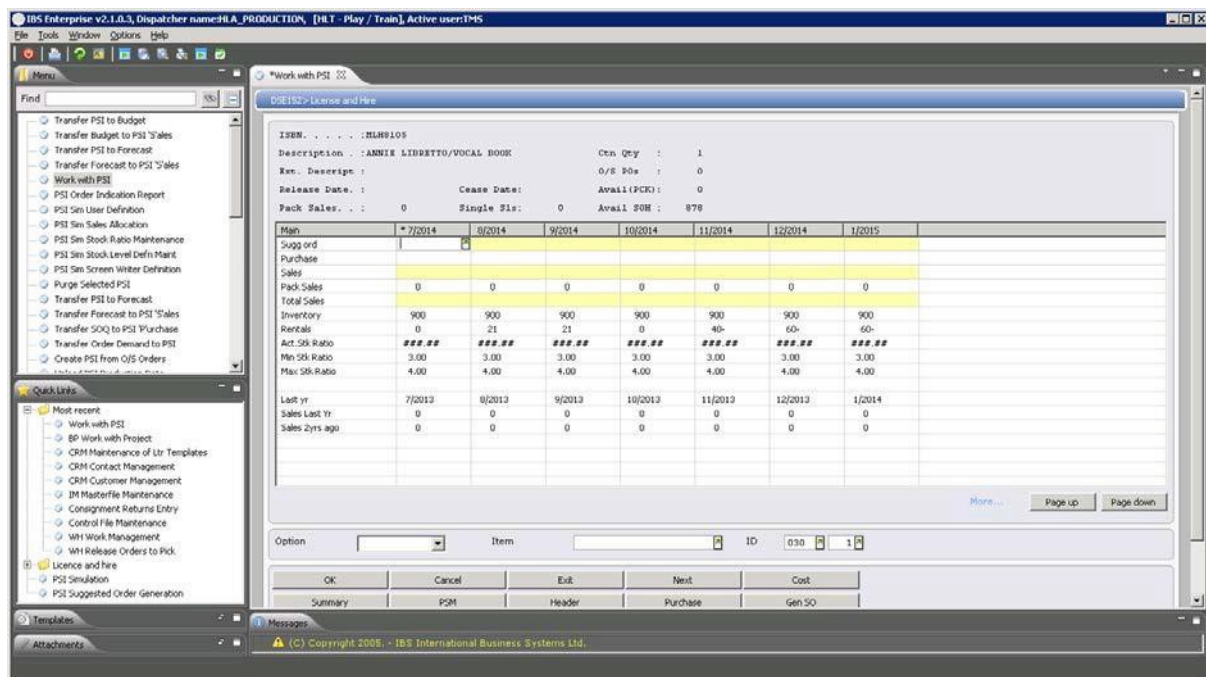 IBS Enterprise v2.1.0.3, Dispatcher name:HLA_PRODUCTION, [HLT - Play / Train], Active user:TMS
File Tools Window Options Help
Menu
Find
Transfer PSI to Budget
Transfer Budget to PSI 'S'ales
Transfer PSI to Forecast
Transfer Forecast to PSI 'S'ales
Work with PSI
PSI Order Indication Report
PSI Sim User Definition
PSI Sim Sales Allocation
PSI Sim Stock Ratio Maintenance
PSI Sim Stock Level Defn Maint
PSI Sim Screen Writer Definition
Purge Selected PSI
Transfer PSI to Forecast
Transfer Forecast to PSI 'S'ales
Transfer SOQ to PSI 'P'urchase
Transfer Order Demand to PSI
Create PSI from O/S Orders
Quick Links
Most recent
Work with PSI
BP Work with Project
CRM Maintenance of Ltr Templates
CRM Contact Management
CRM Customer Management
IM Masterfile Maintenance
Consignment Returns Entry
Control File Maintenance
WH Work Management
WH Release Orders to Pick
Licence and hire
PSI Simulation
PSI Suggested Order Generation
Templates
Attachments
*Work with PSI
DSE152> License and Hire
ISBN. . . . . :MLH8105
Description . :ANNIE LIBRETTO/VOCAL BOOK Ctn Qty : 1
Ext. Descript : O/S POs : 0
Release Date. : Cease Date: Avail(PCK): 0
Pack Sales. . : 0 Single Sls: 0 Avail SOH : 878
Main * 7/2014 8/2014 9/2014 10/2014 11/2014 12/2014 1/2015
Sugg ord
Purchase
Sales
Pack Sales 0 0 0 0 0 0 0
Total Sales
Inventory 900 900 900 900 900 900 900
Rentals 0 21 21 0 40- 60- 60-
Act.Stk Ratio ###.## ###.## ###.## ###.## ###.## ###.## ###.##
Min Stk Ratio 3.00 3.00 3.00 3.00 3.00 3.00 3.00
Max Stk Ratio 4.00 4.00 4.00 4.00 4.00 4.00 4.00
Last yr 7/2013 8/2013 9/2013 10/2013 11/2013 12/2013 1/2014
Sales Last Yr 0 0 0 0 0 0 0
Sales 2yrs ago 0 0 0 0 0 0 0
More... Page up Page down
Option Item ID 030 1
OK Cancel Exit Next Cost
Summary PSM Header Purchase Gen SO
Messages
(C) Copyright 2005. - IBS International Business Systems Ltd.